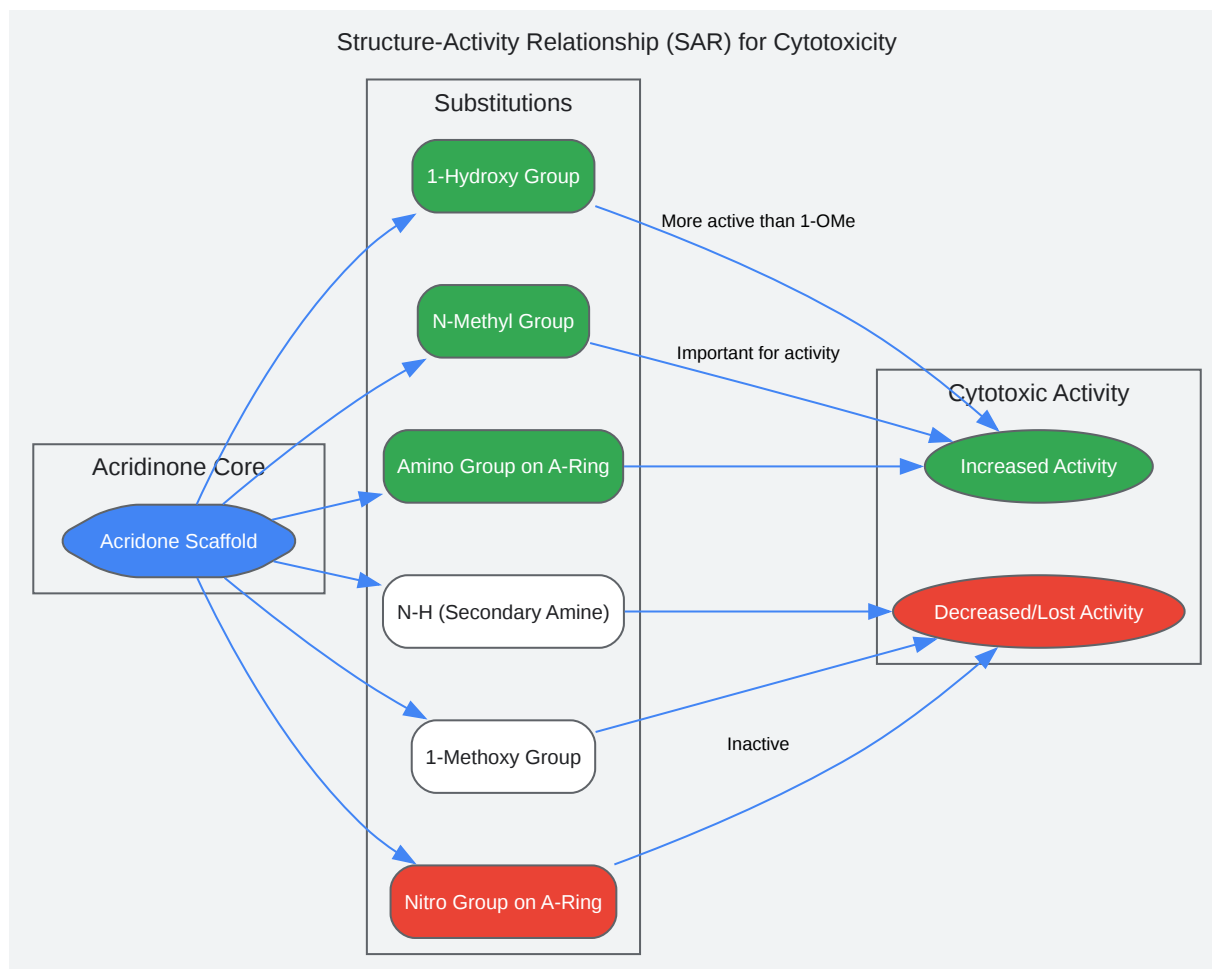 Structure-Activity Relationship (SAR) for Cytotoxicity
Substitutions
1-Hydroxy Group
More active than 1-OMe
N-Methyl Group
Important for activity
Cytotoxic Activity
Acridinone Core
Amino Group on A-Ring
Increased Activity
Acridone Scaffold
N-H (Secondary Amine)
Decreased/Lost Activity
1-Methoxy Group
Inactive
Nitro Group on A-Ring